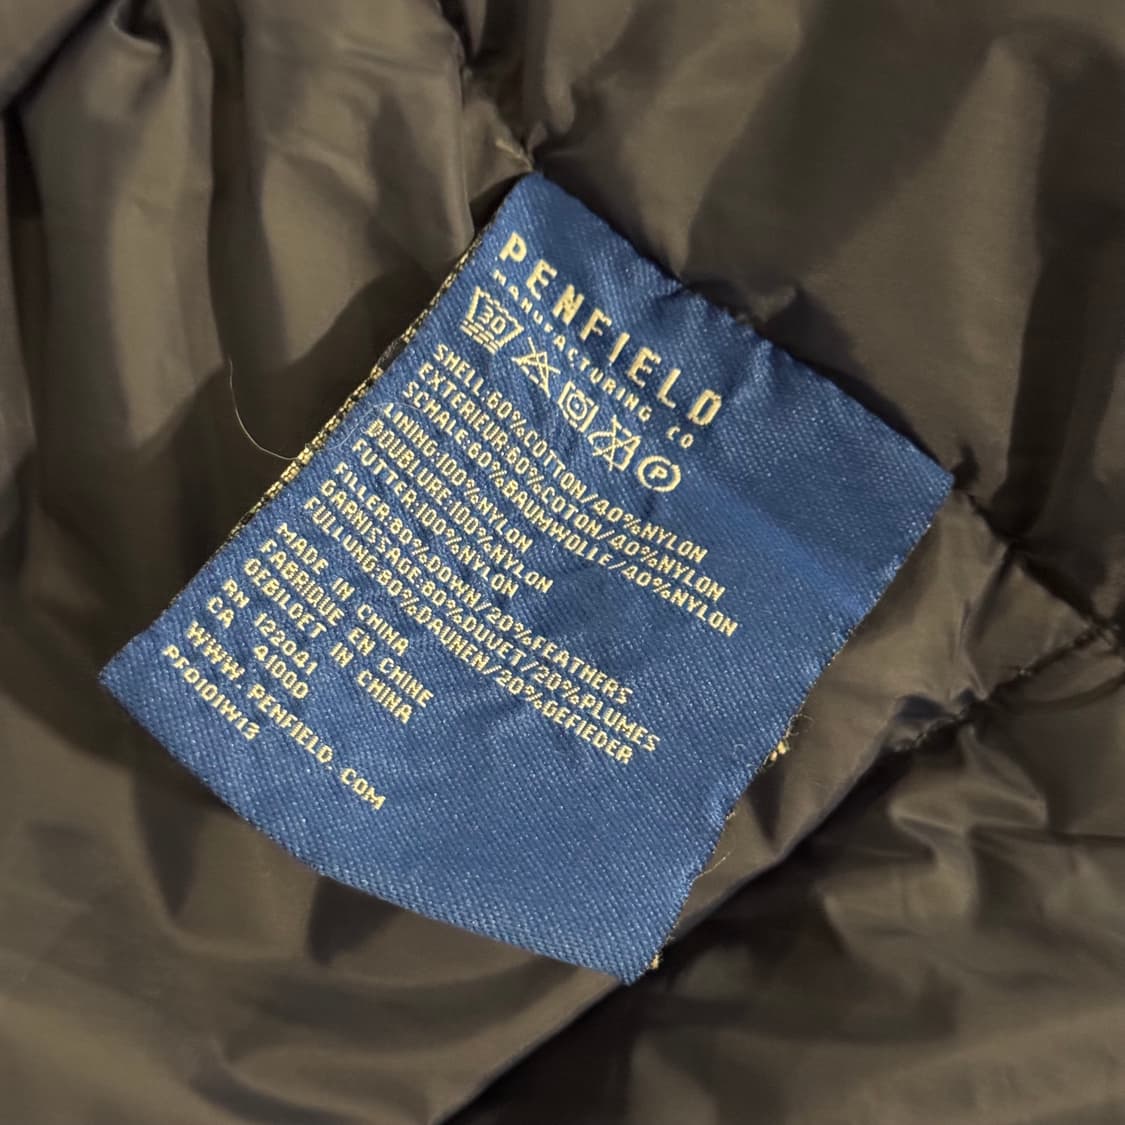 PENFIELD
MANUFACTURING CO
30
P
SHELL:60%COTTON/40%NYLON
EXTERIEUR:60%COTON/40%NYLON
SCHALE:60%BAUMWOLLE/40%NYLON
LINING:100%NYLON
DOUBLURE:100%NYLON
FUTTER:100%NYLON
FILLER:80%DOWN/20%FEATHERS
GARNISSAGE:80%DUVET/20%PLUMES
FULLUNG:80%DAUNEN/20%GEFIEDER
MADE IN CHINA
FABRIQUE EN CHINE
GEBILDET IN CHINA
RN 122041
CA 41000
WWW.PENFIELD.COM
PF0101W13